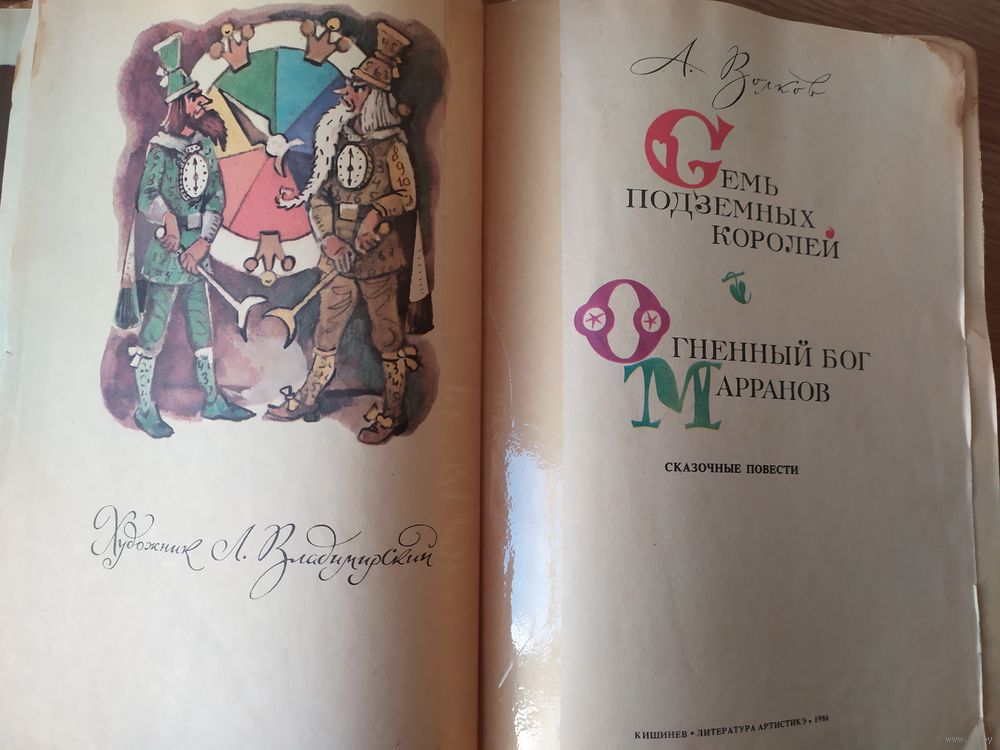 Художник Л. Владимирский
А. Волков
Семь
подземных
королей
Огненный бог
Марранов
СКАЗОЧНЫЕ ПОВЕСТИ
КИШИНЕВ • ЛИТЕРАТУРА АРТИСТИКЭ • 1986